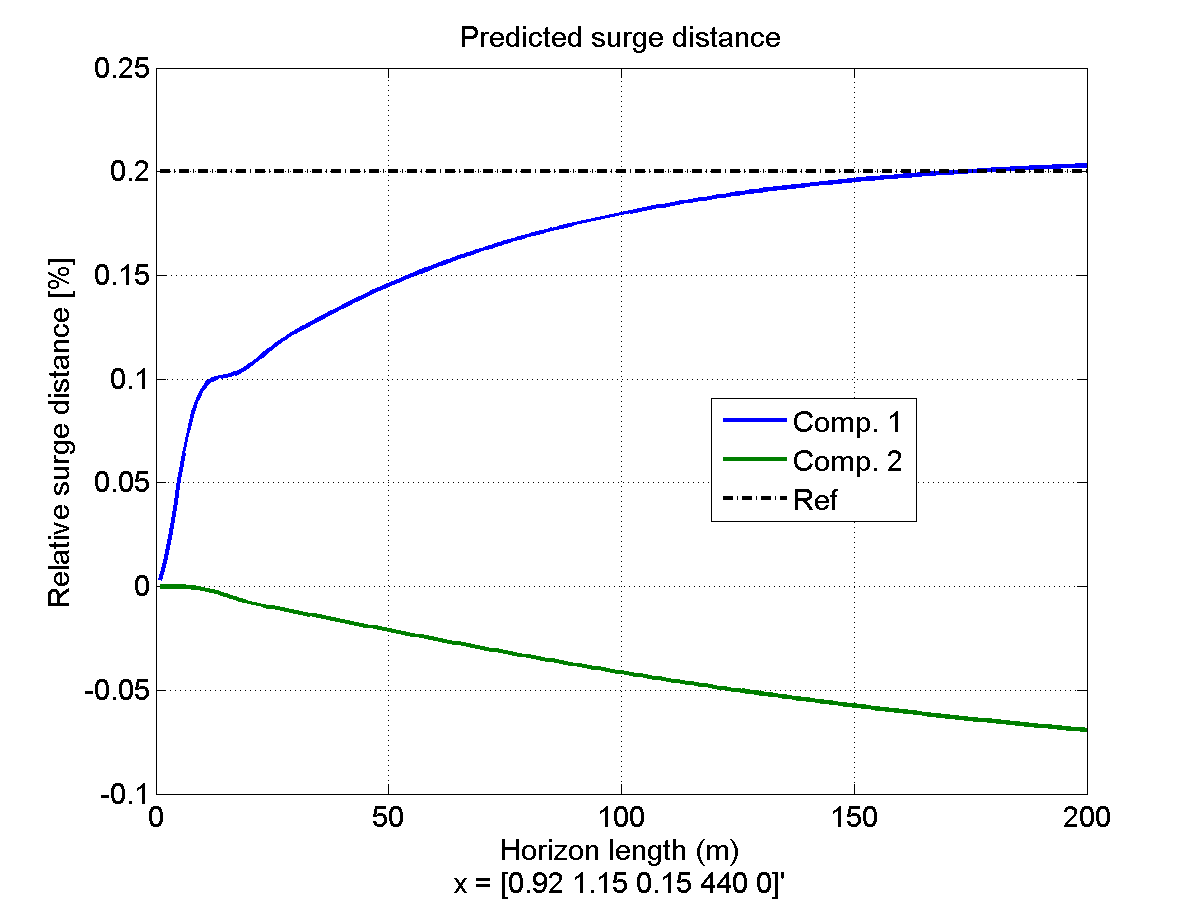 Predicted surge distance
0.25
0.2
0.15
0.1
0.05
0
-0.05
-0.1
Relative surge distance [%]
Comp. 1
Comp. 2
Ref
0 50 100 150 200
Horizon length (m)
x = [0.92 1.15 0.15 440 0]'